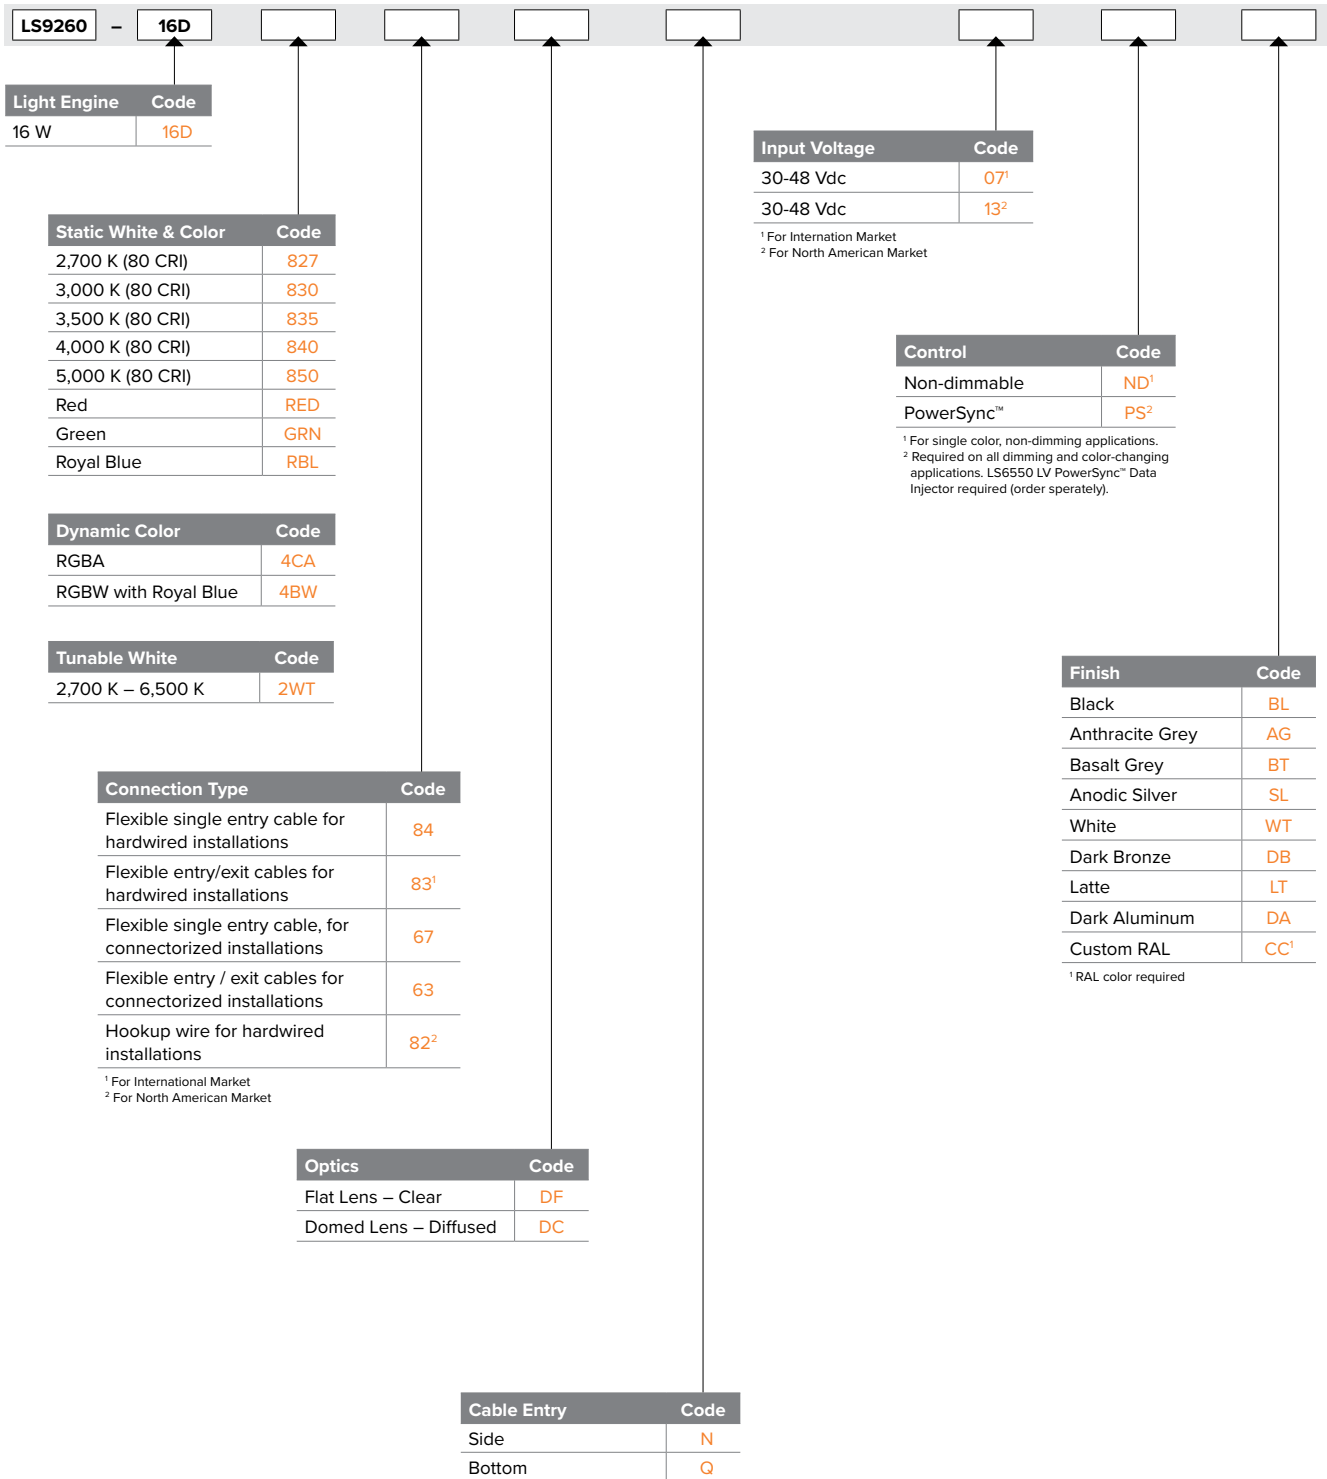 LS9260 – 16D
Light Engine Code
16 W 16D
Input Voltage Code
30-48 Vdc 07¹
30-48 Vdc 13²
¹ For Internation Market
² For North American Market
Static White & Color Code
2,700 K (80 CRI) 827
3,000 K (80 CRI) 830
3,500 K (80 CRI) 835
4,000 K (80 CRI) 840
5,000 K (80 CRI) 850
Red RED
Green GRN
Royal Blue RBL
Control Code
Non-dimmable ND¹
PowerSync™ PS²
¹ For single color, non-dimming applications.
² Required on all dimming and color-changing
applications. LS6550 LV PowerSync™ Data
Injector required (order sperately).
Dynamic Color Code
RGBA 4CA
RGBW with Royal Blue 4BW
Tunable White Code
2,700 K – 6,500 K 2WT
Finish Code
Black BL
Anthracite Grey AG
Basalt Grey BT
Anodic Silver SL
White WT
Dark Bronze DB
Latte LT
Dark Aluminum DA
Custom RAL CC¹
¹ RAL color required
Connection Type Code
Flexible single entry cable for
hardwired installations 84
Flexible entry/exit cables for
hardwired installations 83¹
Flexible single entry cable, for
connectorized installations 67
Flexible entry / exit cables for
connectorized installations 63
Hookup wire for hardwired
installations 82²
¹ For International Market
² For North American Market
Optics Code
Flat Lens – Clear DF
Domed Lens – Diffused DC
Cable Entry Code
Side N
Bottom Q